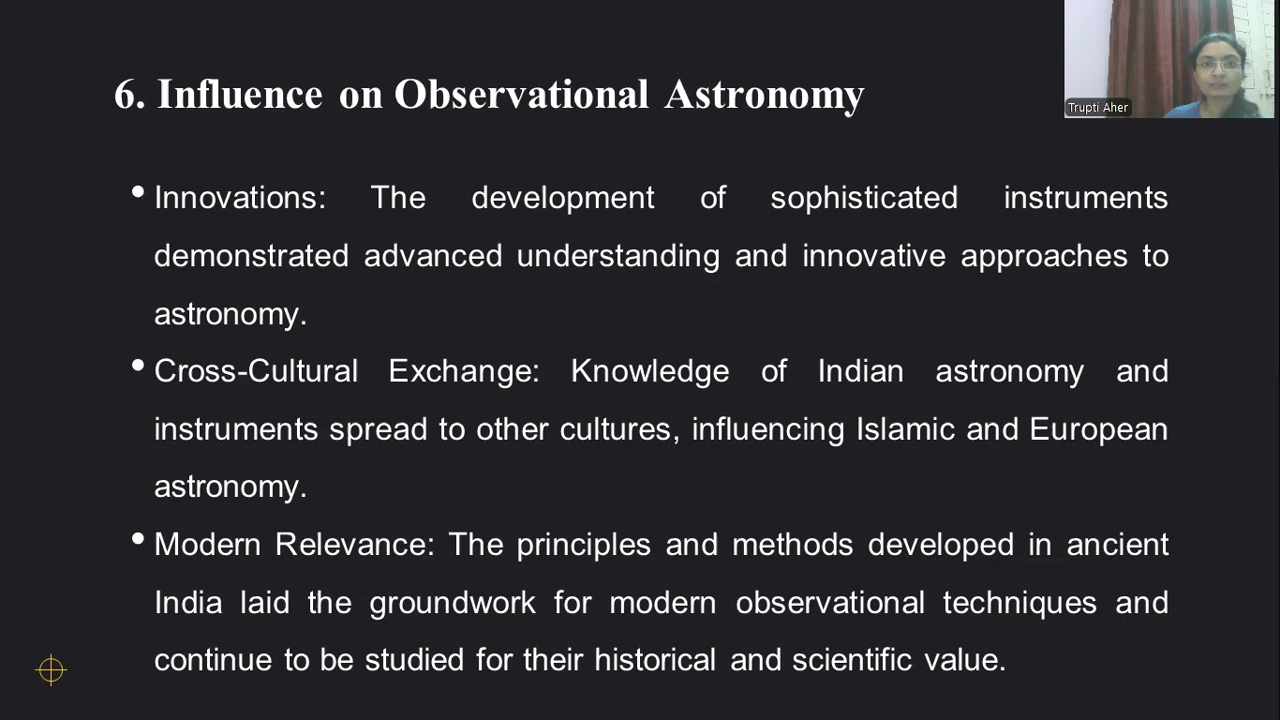 6. Influence on Observational Astronomy
Trupti Aher
• Innovations: The development of sophisticated instruments
demonstrated advanced understanding and innovative approaches to
astronomy.
• Cross-Cultural Exchange: Knowledge of Indian astronomy and
instruments spread to other cultures, influencing Islamic and European
astronomy.
• Modern Relevance: The principles and methods developed in ancient
India laid the groundwork for modern observational techniques and
continue to be studied for their historical and scientific value.